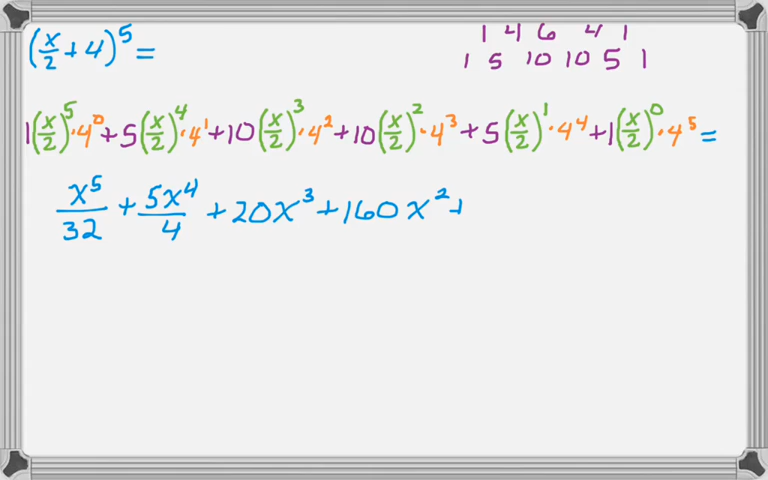 (x/2 + 4)^5 =
1 4 6 4 1
1 5 10 10 5 1
1(x/2)^5 · 4^0 + 5(x/2)^4 · 4^1 + 10(x/2)^3 · 4^2 + 10(x/2)^2 · 4^3 + 5(x/2)^1 · 4^4 + 1(x/2)^0 · 4^5 =
x^5/32 + 5x^4/4 + 20x^3 + 160x^2 +